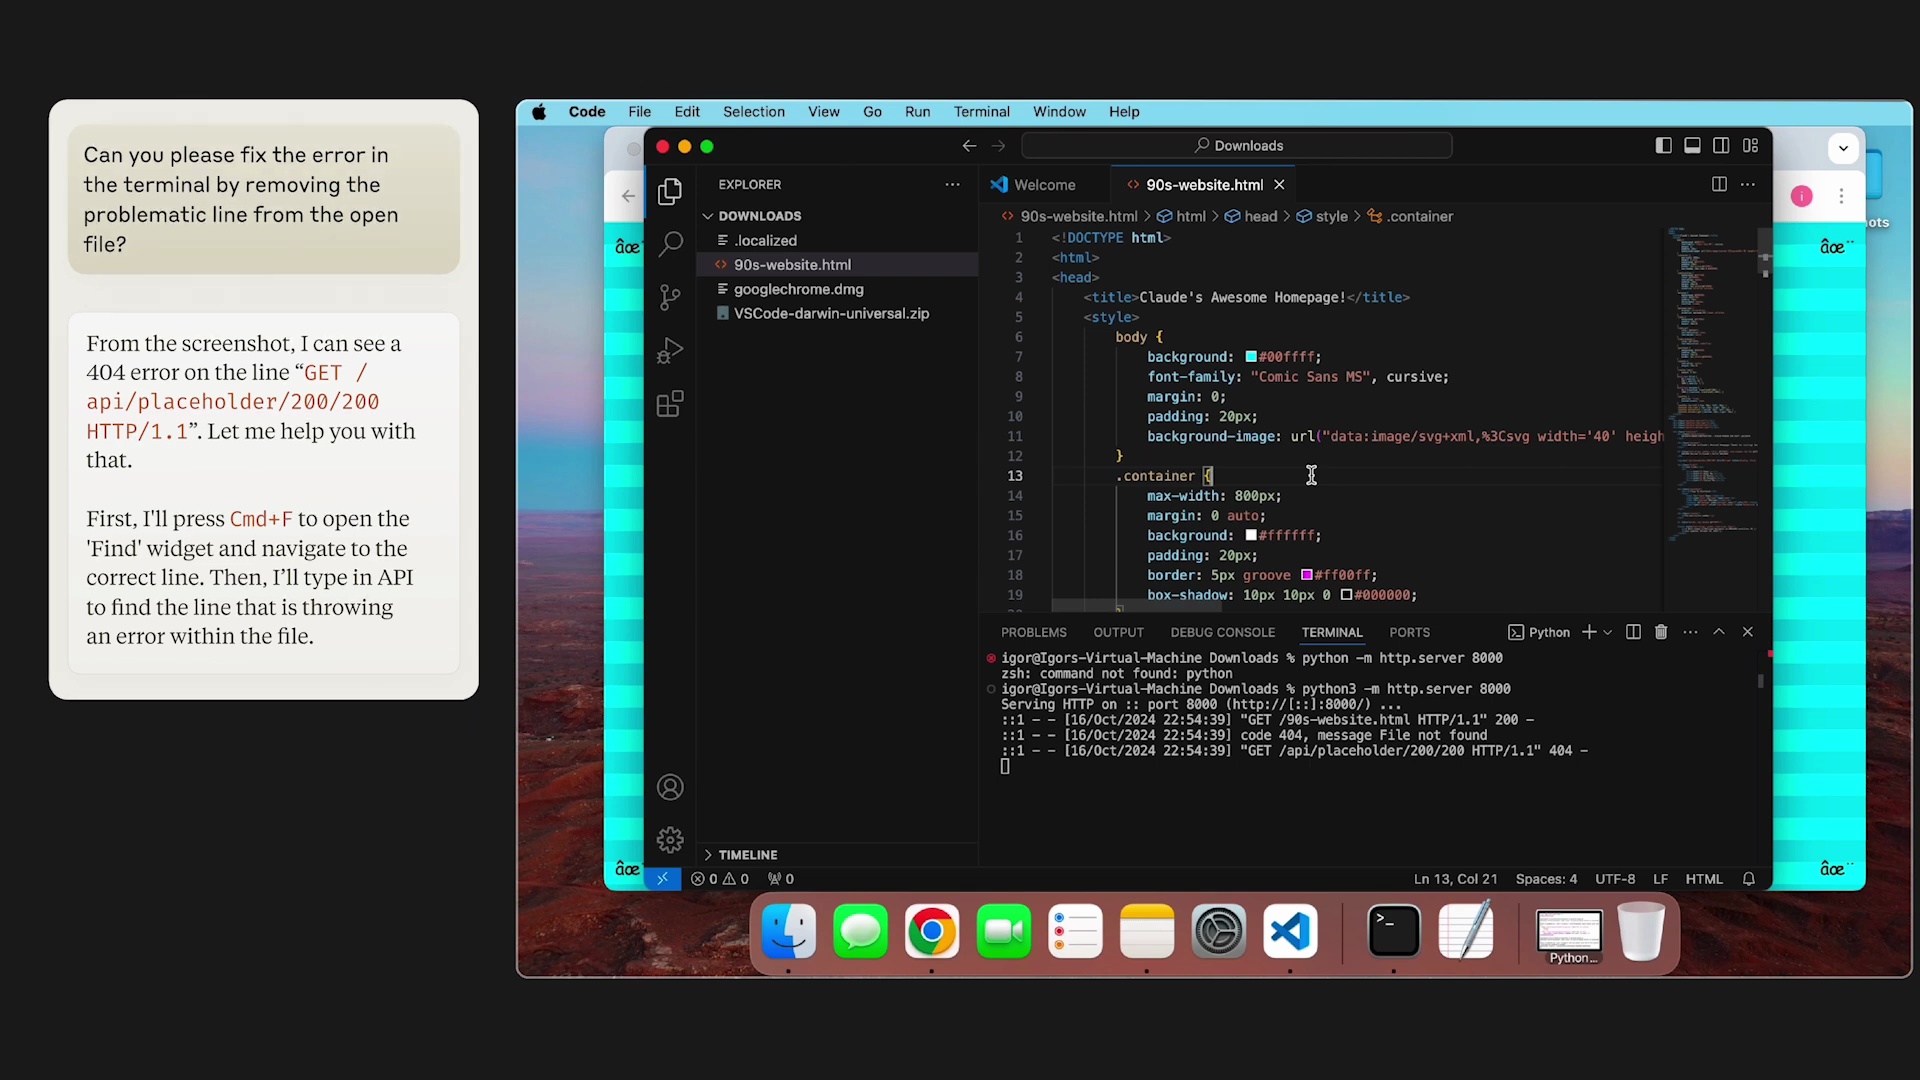 Can you please fix the error in
the terminal by removing the
problematic line from the open
file?
From the screenshot, I can see a
404 error on the line “GET /
api/placeholder/200/200
HTTP/1.1”. Let me help you with
that.
First, I'll press Cmd+F to open the
'Find' widget and navigate to the
correct line. Then, I’ll type in API
to find the line that is throwing
an error within the file.
Code File Edit Selection View Go Run Terminal Window Help
Downloads
EXPLORER
DOWNLOADS
.localized
90s-website.html
googlechrome.dmg
VSCode-darwin-universal.zip
TIMELINE
Welcome 90s-website.html
90s-website.html > html > head > style > .container
1 <!DOCTYPE html>
2 <html>
3 <head>
4 <title>Claude's Awesome Homepage!</title>
5 <style>
6 body {
7 background: #00ffff;
8 font-family: "Comic Sans MS", cursive;
9 margin: 0;
10 padding: 20px;
11 background-image: url("data:image/svg+xml,%3Csvg width='40' heigh
12 }
13 .container {
14 max-width: 800px;
15 margin: 0 auto;
16 background: #ffffff;
17 padding: 20px;
18 border: 5px groove #ff00ff;
19 box-shadow: 10px 10px 0 #000000;
PROBLEMS OUTPUT DEBUG CONSOLE TERMINAL PORTS Python
igor@Igors-Virtual-Machine Downloads % python -m http.server 8000
zsh: command not found: python
igor@Igors-Virtual-Machine Downloads % python3 -m http.server 8000
Serving HTTP on :: port 8000 (http://[::]:8000/) ...
::1 - - [16/Oct/2024 22:54:39] "GET /90s-website.html HTTP/1.1" 200 -
::1 - - [16/Oct/2024 22:54:39] code 404, message File not found
::1 - - [16/Oct/2024 22:54:39] "GET /api/placeholder/200/200 HTTP/1.1" 404 -
0 0 0 Ln 13, Col 21 Spaces: 4 UTF-8 LF HTML
âœ¨
âœ¨
âœ
âœ
i
ots
Python...